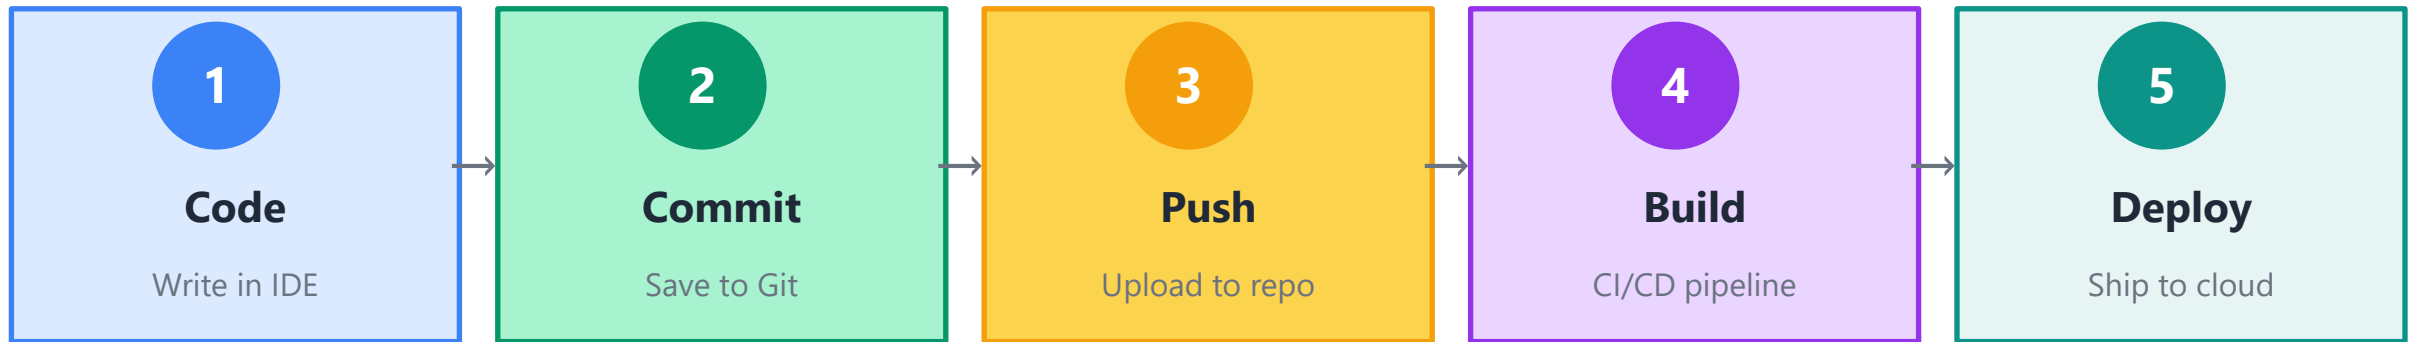 1
Code
Write in IDE
2
Commit
Save to Git
3
Push
Upload to repo
4
Build
CI/CD pipeline
5
Deploy
Ship to cloud